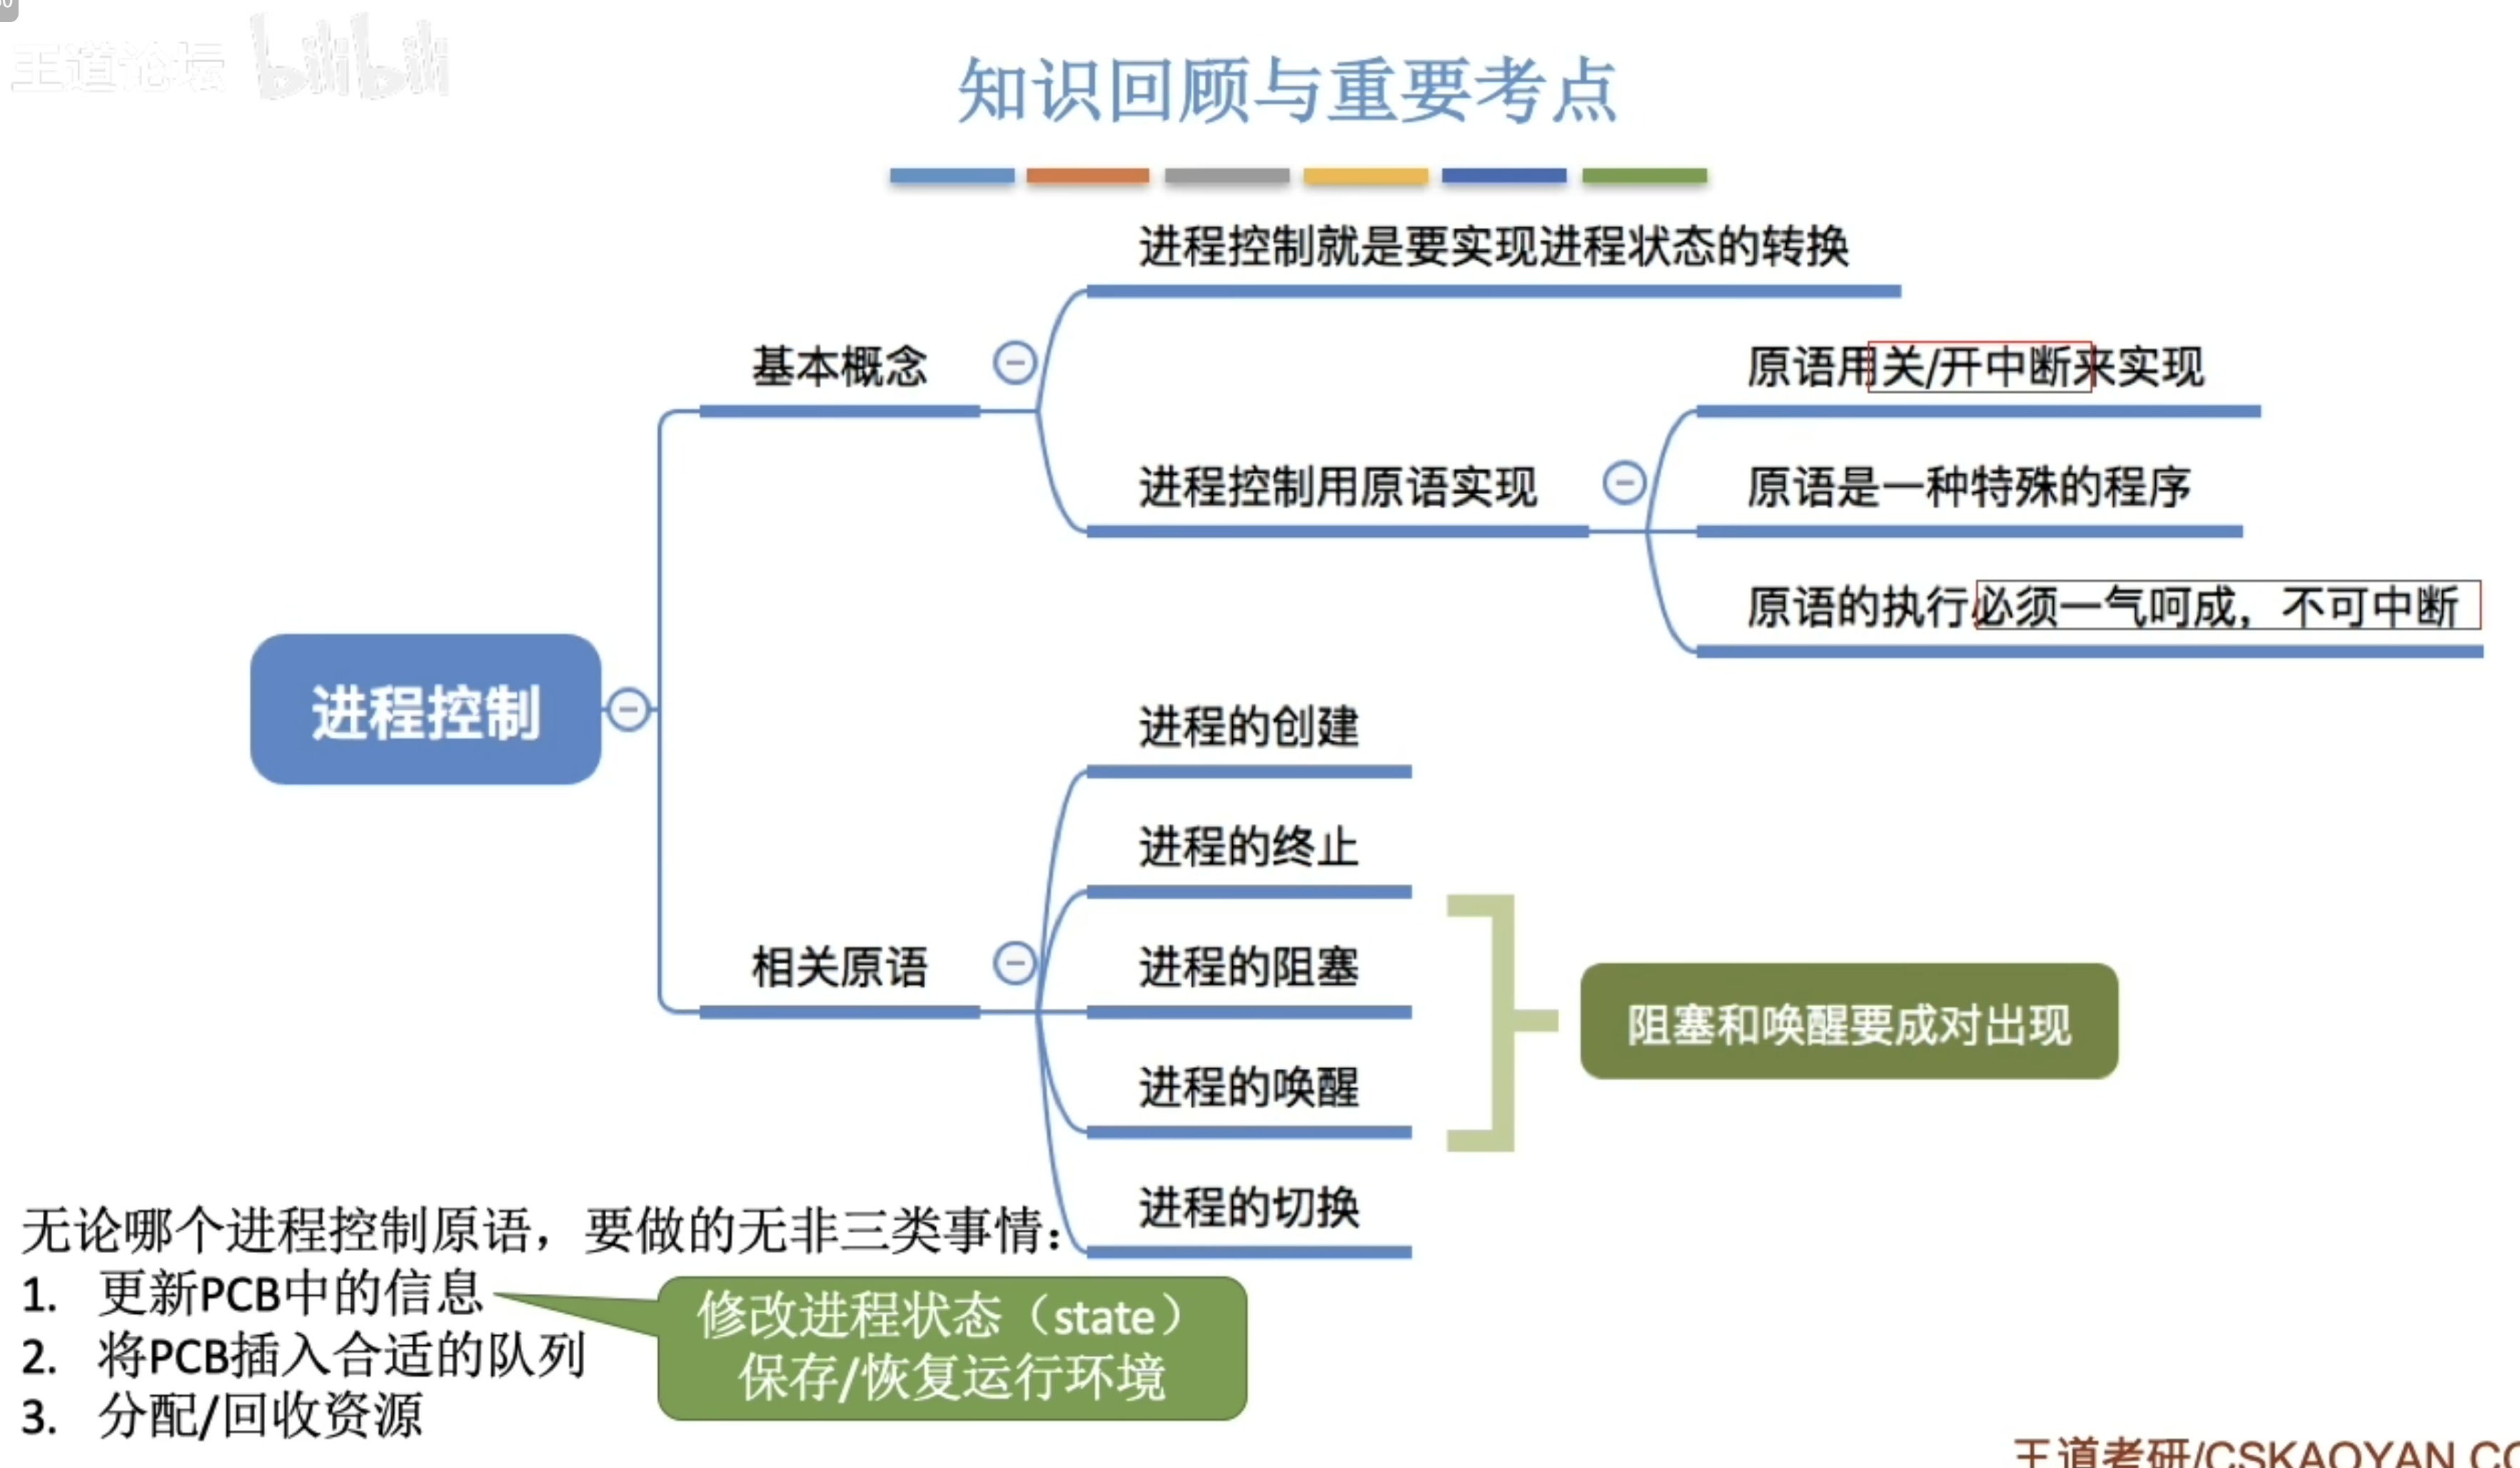 王道论坛 bilibili
知识回顾与重要考点
进程控制就是要实现进程状态的转换
基本概念
原语用关/开中断来实现
进程控制用原语实现
原语是一种特殊的程序
原语的执行必须一气呵成，不可中断
进程控制
进程的创建
进程的终止
相关原语
进程的阻塞
阻塞和唤醒要成对出现
进程的唤醒
进程的切换
无论哪个进程控制原语，要做的无非三类事情：
1. 更新PCB中的信息
2. 将PCB插入合适的队列
3. 分配/回收资源
修改进程状态（state）
保存/恢复运行环境
王道考研/CSKAOYAN.CO